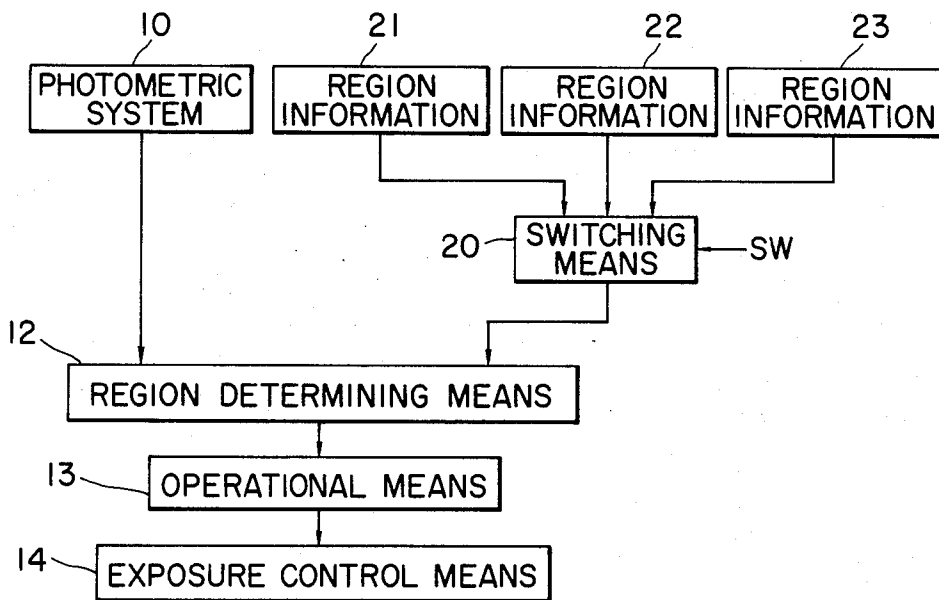 10
21
22
23
PHOTOMETRIC
SYSTEM
REGION
INFORMATION
REGION
INFORMATION
REGION
INFORMATION
20
SWITCHING
MEANS
SW
12
REGION DETERMINING MEANS
13
OPERATIONAL MEANS
14
EXPOSURE CONTROL MEANS